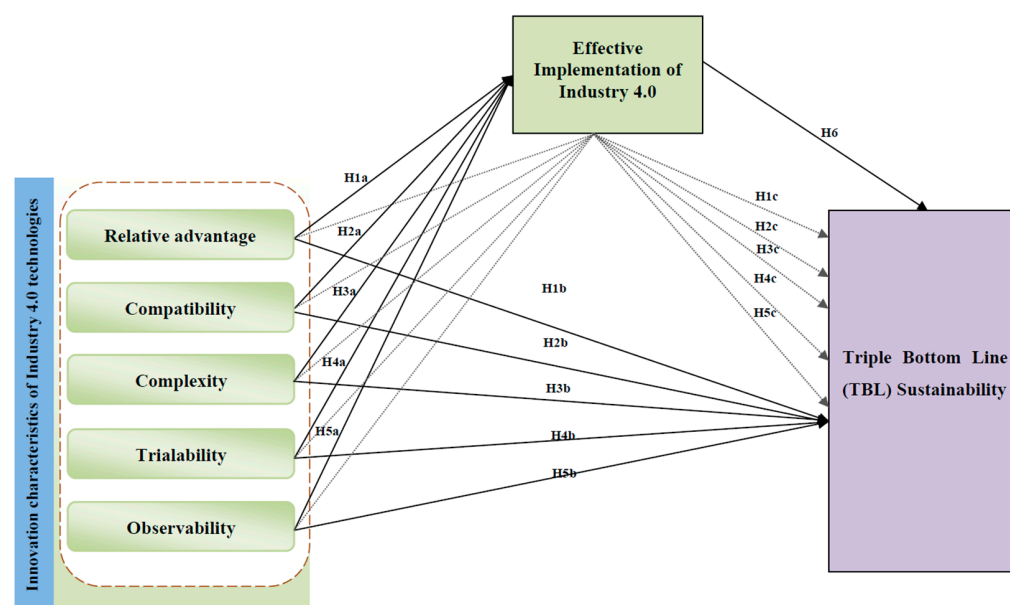 Effective
Implementation of
Industry 4.0
H6
H1a
H1c
Innovation characteristics of Industry 4.0 technologies
Relative advantage
H2a
H2c
H3c
H4c
H3a
H1b
Compatibility
H5c
H2b
Triple Bottom Line
(TBL) Sustainability
H4a
Complexity
H3b
H5a
H4b
Trialability
H5b
Observability